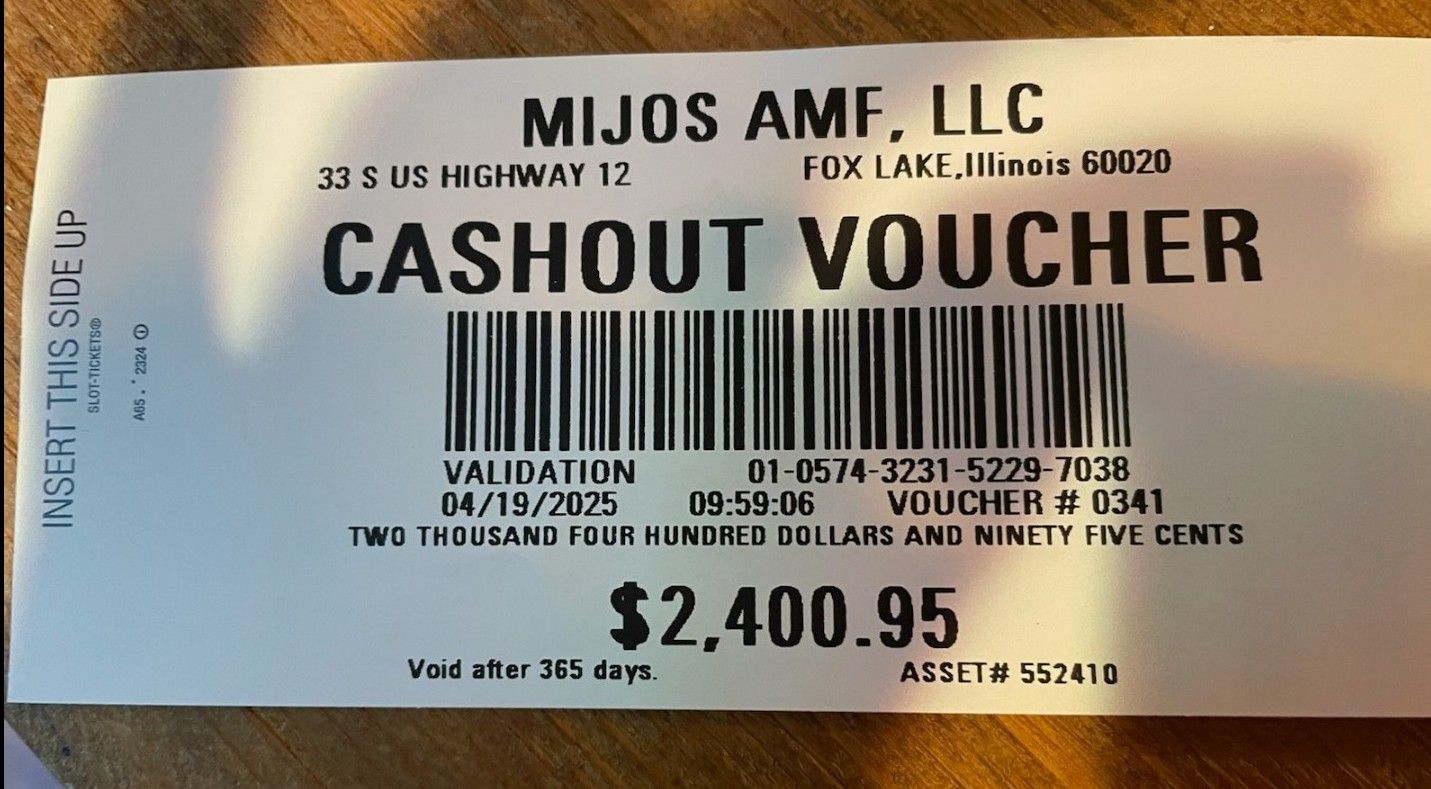 MIJOS AMF, LLC
33 S US HIGHWAY 12 FOX LAKE,Illinois 60020
CASHOUT VOUCHER
VALIDATION 01-0574-3231-5229-7038
04/19/2025 09:59:06 VOUCHER # 0341
TWO THOUSAND FOUR HUNDRED DOLLARS AND NINETY FIVE CENTS
$2,400.95
Void after 365 days. ASSET# 552410
INSERT THIS SIDE UP
SLOT-TICKETS®
A65 . 2324